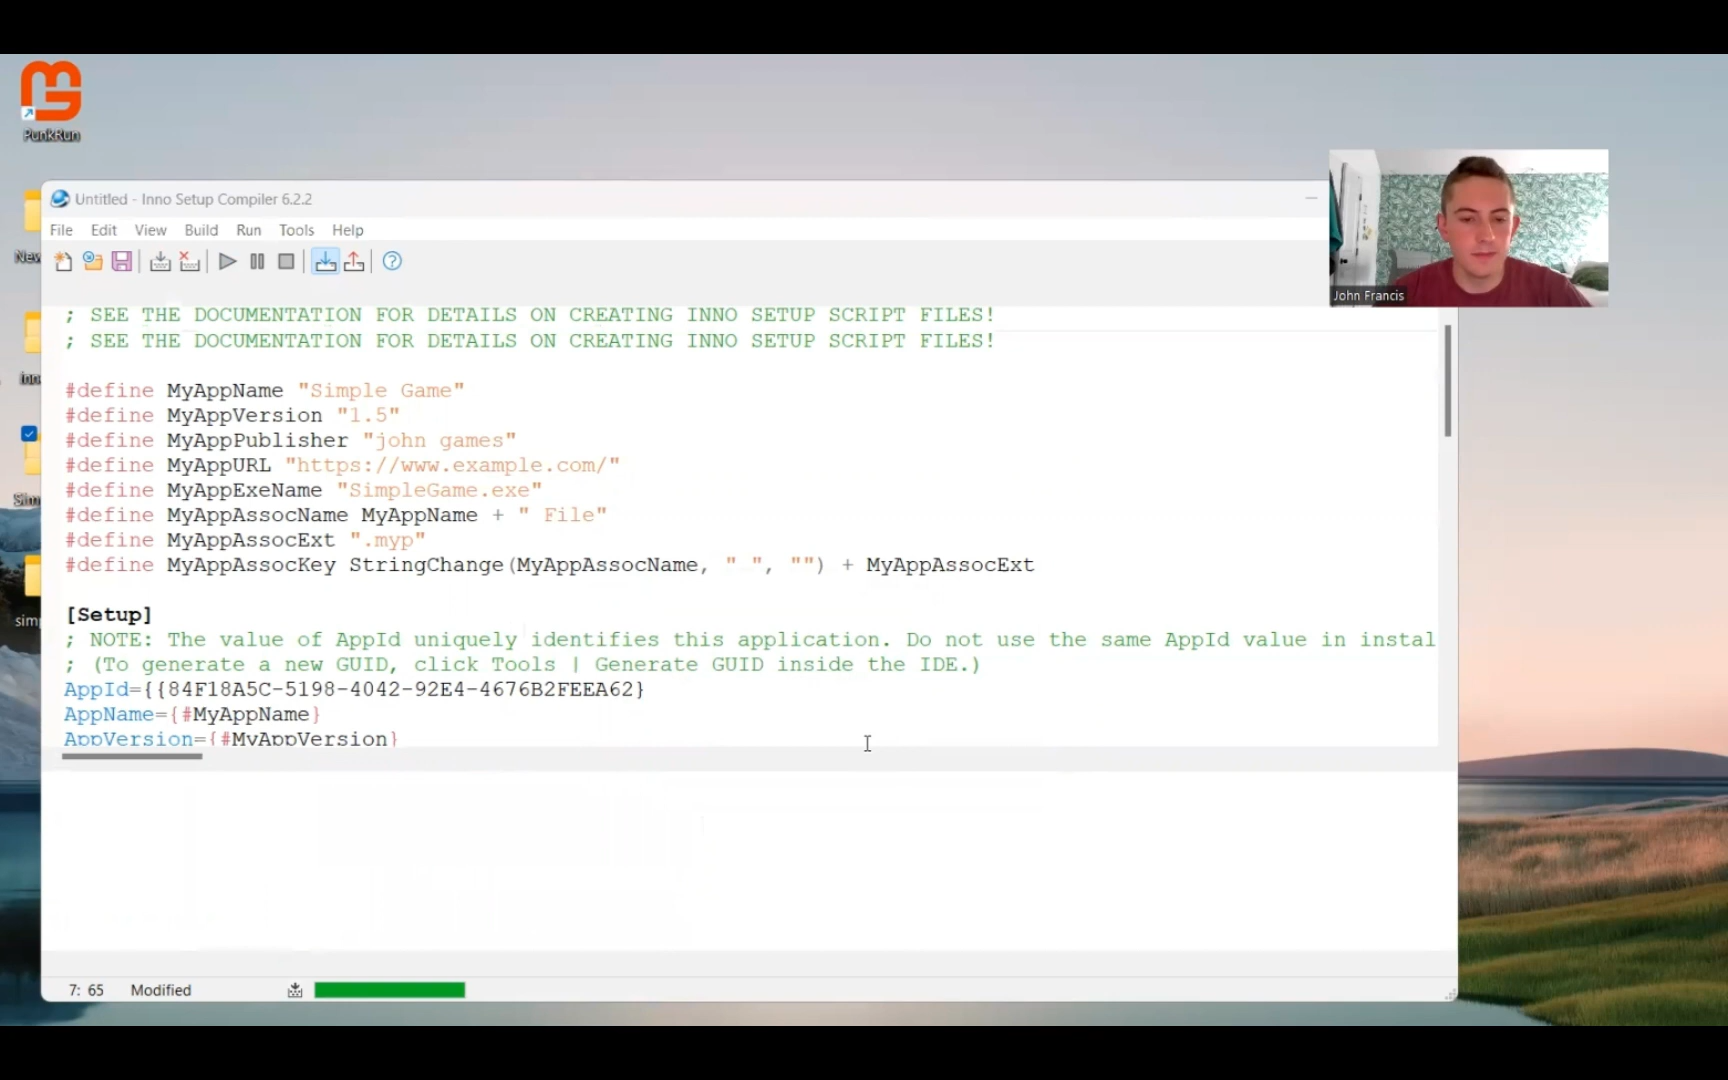 PunkRun
Untitled - Inno Setup Compiler 6.2.2
File Edit View Build Run Tools Help
John Francis
New
inn
Sim
sim
; SEE THE DOCUMENTATION FOR DETAILS ON CREATING INNO SETUP SCRIPT FILES!
; SEE THE DOCUMENTATION FOR DETAILS ON CREATING INNO SETUP SCRIPT FILES!
#define MyAppName "Simple Game"
#define MyAppVersion "1.5"
#define MyAppPublisher "john games"
#define MyAppURL "https://www.example.com/"
#define MyAppExeName "SimpleGame.exe"
#define MyAppAssocName MyAppName + " File"
#define MyAppAssocExt ".myp"
#define MyAppAssocKey StringChange(MyAppAssocName, " ", "") + MyAppAssocExt
[Setup]
; NOTE: The value of AppId uniquely identifies this application. Do not use the same AppId value in instal
; (To generate a new GUID, click Tools | Generate GUID inside the IDE.)
AppId={{84F18A5C-5198-4042-92E4-4676B2FEEA62}
AppName={#MyAppName}
AppVersion={#MyAppVersion}
7: 65 Modified